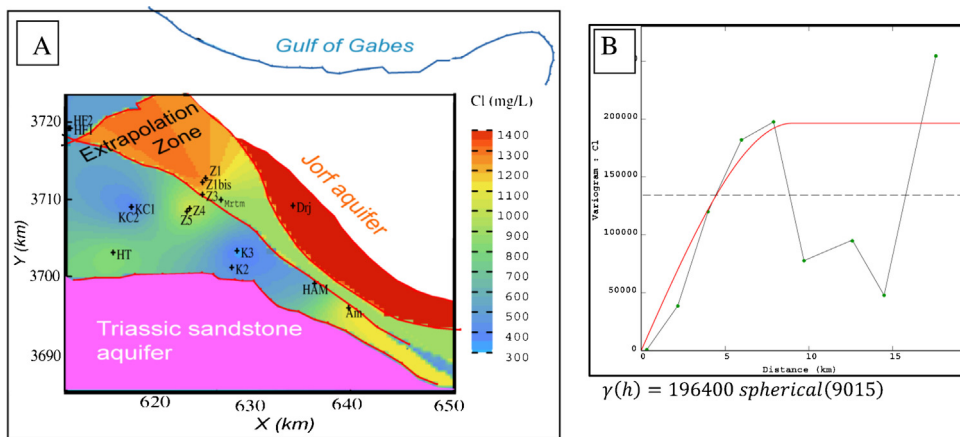 A
Gulf of Gabes
Cl (mg/L)
1400
1300
1200
1100
1000
900
800
700
600
500
400
300
Y (km)
3720
3710
3700
3690
HF2
HF1
Extrapolation
Zone
Z1
Z1bis
Z3
Mrtm
Z4
Z5
KC1
KC2
HT
K3
K2
HAM
Am
Drj
Jorf aquifer
Triassic sandstone
aquifer
620
630
640
650
X (km)
B
Variogram : Cl
200000
150000
100000
50000
0
0
5
10
15
Distance (km)
γ(h) = 196400 spherical(9015)